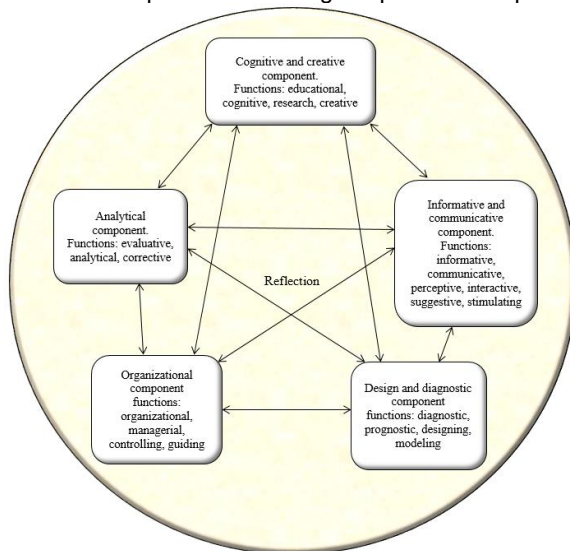 Cognitive and creative
component.
Functions: educational,
cognitive, research, creative
Analytical
component.
Functions: evaluative,
analytical, corrective
Informative and
communicative
component.
Functions:
informative,
communicative,
perceptive, interactive,
suggestive, stimulating
Reflection
Organizational
component
functions:
organizational,
managerial,
controlling, guiding
Design and diagnostic
component
functions: diagnostic,
prognostic, designing,
modeling